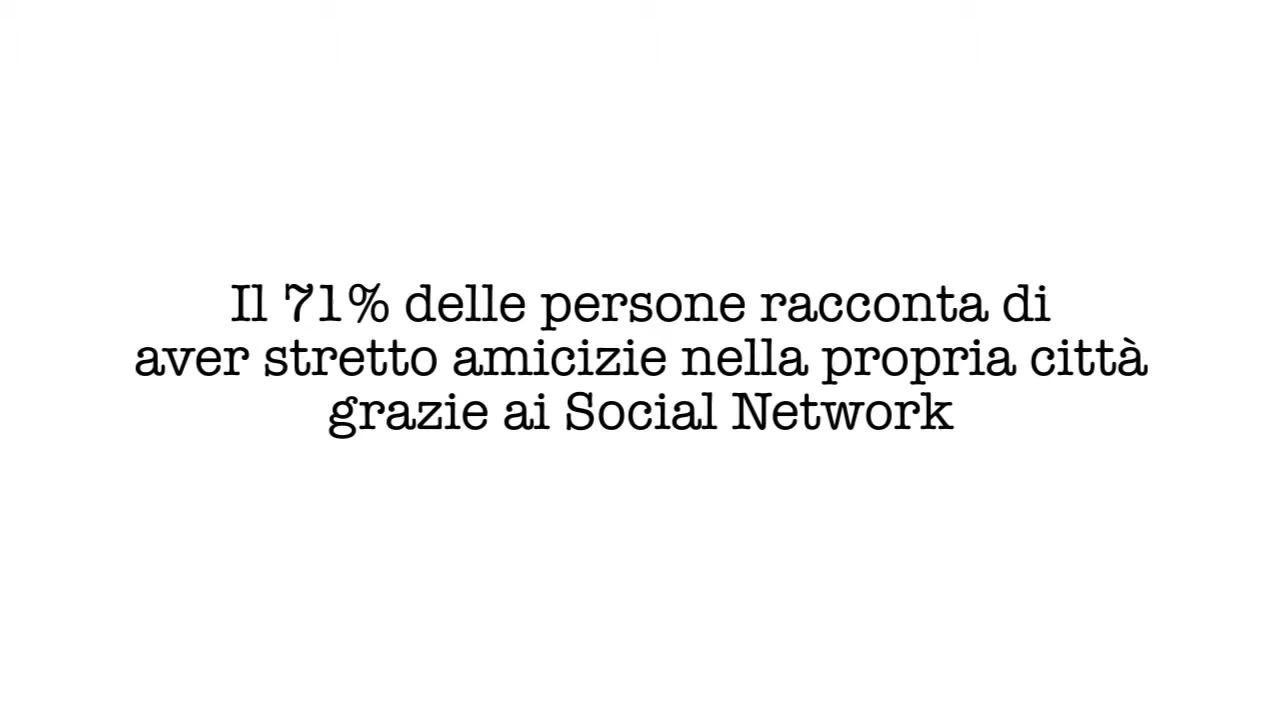 Il 71% delle persone racconta di
aver stretto amicizie nella propria città
grazie ai Social Network